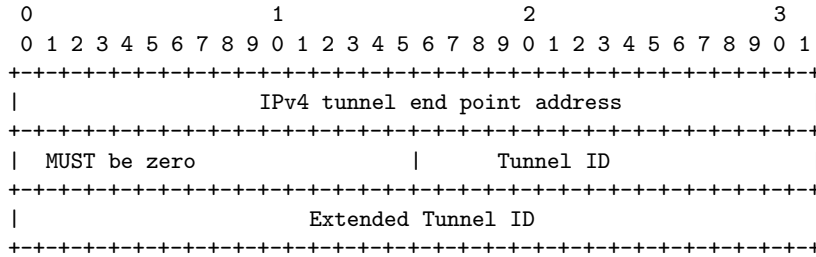 0                   1                   2                   3
0 1 2 3 4 5 6 7 8 9 0 1 2 3 4 5 6 7 8 9 0 1 2 3 4 5 6 7 8 9 0 1
+-+-+-+-+-+-+-+-+-+-+-+-+-+-+-+-+-+-+-+-+-+-+-+-+-+-+-+-+-+-+-+-+
|                   IPv4 tunnel end point address               |
+-+-+-+-+-+-+-+-+-+-+-+-+-+-+-+-+-+-+-+-+-+-+-+-+-+-+-+-+-+-+-+-+
|  MUST be zero                 |      Tunnel ID                |
+-+-+-+-+-+-+-+-+-+-+-+-+-+-+-+-+-+-+-+-+-+-+-+-+-+-+-+-+-+-+-+-+
|                       Extended Tunnel ID                      |
+-+-+-+-+-+-+-+-+-+-+-+-+-+-+-+-+-+-+-+-+-+-+-+-+-+-+-+-+-+-+-+-+